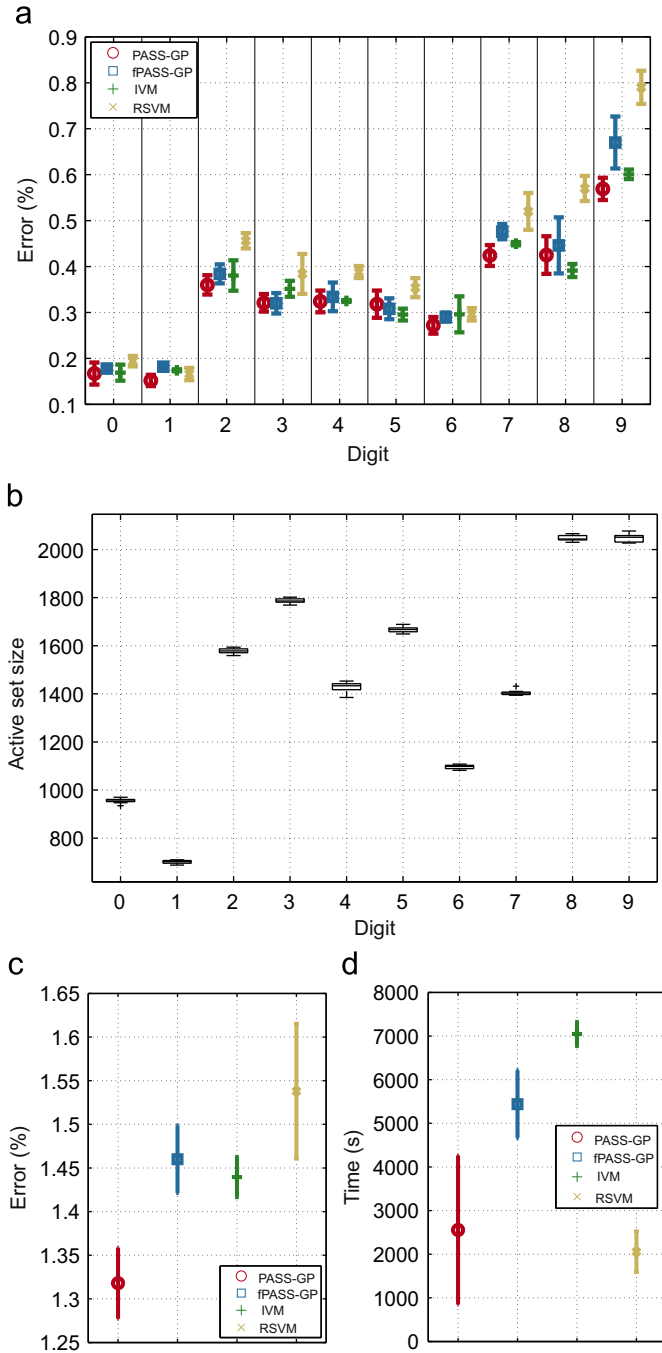 a
0.9
0.8
0.7
0.6
0.5
0.4
0.3
0.2
0.1
Error (%)
PASS-GP
fPASS-GP
IVM
RSVM
0 1 2 3 4 5 6 7 8 9
Digit
b
2000
1800
1600
1400
1200
1000
800
Active set size
0 1 2 3 4 5 6 7 8 9
Digit
c
1.65
1.6
1.55
1.5
1.45
1.4
1.35
1.3
1.25
Error (%)
PASS-GP
fPASS-GP
IVM
RSVM
d
8000
7000
6000
5000
4000
3000
2000
1000
0
Time (s)
PASS-GP
fPASS-GP
IVM
RSVM